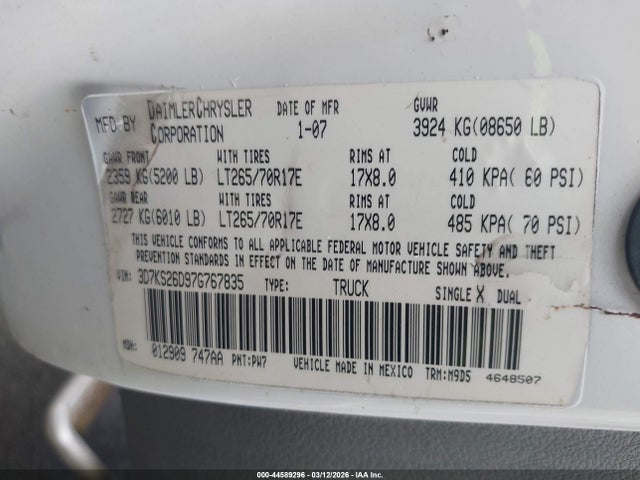 MFD BY DAIMLERCHRYSLER CORPORATION DATE OF MFR 1-07 GVWR 3924 KG(08650 LB)
GAWR FRONT WITH TIRES RIMS AT COLD
2359 KG(5200 LB) LT265/70R17E 17X8.0 410 KPA( 60 PSI)
GAWR REAR WITH TIRES RIMS AT COLD
2727 KG(6010 LB) LT265/70R17E 17X8.0 485 KPA( 70 PSI)
THIS VEHICLE CONFORMS TO ALL APPLICABLE FEDERAL MOTOR VEHICLE SAFETY AND THEFT
PREVENTION STANDARDS IN EFFECT ON THE DATE OF MANUFACTURE SHOWN ABOVE.
VIN: 3D7KS26D97G767835 TYPE: TRUCK SINGLE X DUAL
MDH: 012909 747AA PNT:PW7 VEHICLE MADE IN MEXICO TRM:M9D5 4648507
000-44589296 - 03/12/2026 - IAA Inc.